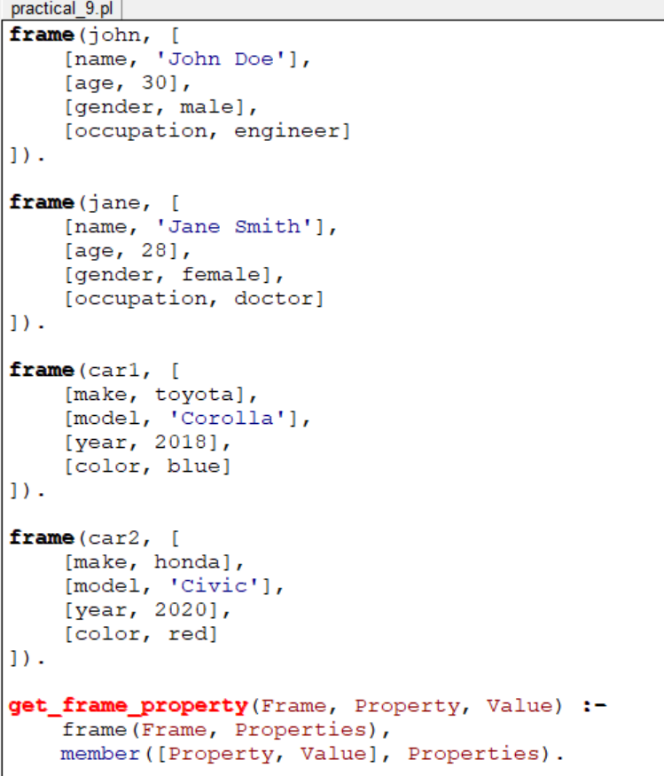 practical_9.pl
frame(john, [
    [name, 'John Doe'],
    [age, 30],
    [gender, male],
    [occupation, engineer]
]).
frame(jane, [
    [name, 'Jane Smith'],
    [age, 28],
    [gender, female],
    [occupation, doctor]
]).
frame(car1, [
    [make, toyota],
    [model, 'Corolla'],
    [year, 2018],
    [color, blue]
]).
frame(car2, [
    [make, honda],
    [model, 'Civic'],
    [year, 2020],
    [color, red]
]).
get_frame_property(Frame, Property, Value) :-
    frame(Frame, Properties),
    member([Property, Value], Properties).